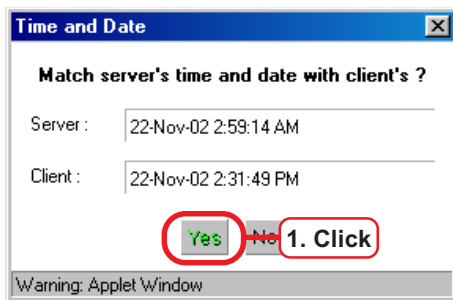 Time and Date
Match server's time and date with client's ?
Server : 22-Nov-02 2:59:14 AM
Client : 22-Nov-02 2:31:49 PM
Yes No 1. Click
Warning: Applet Window